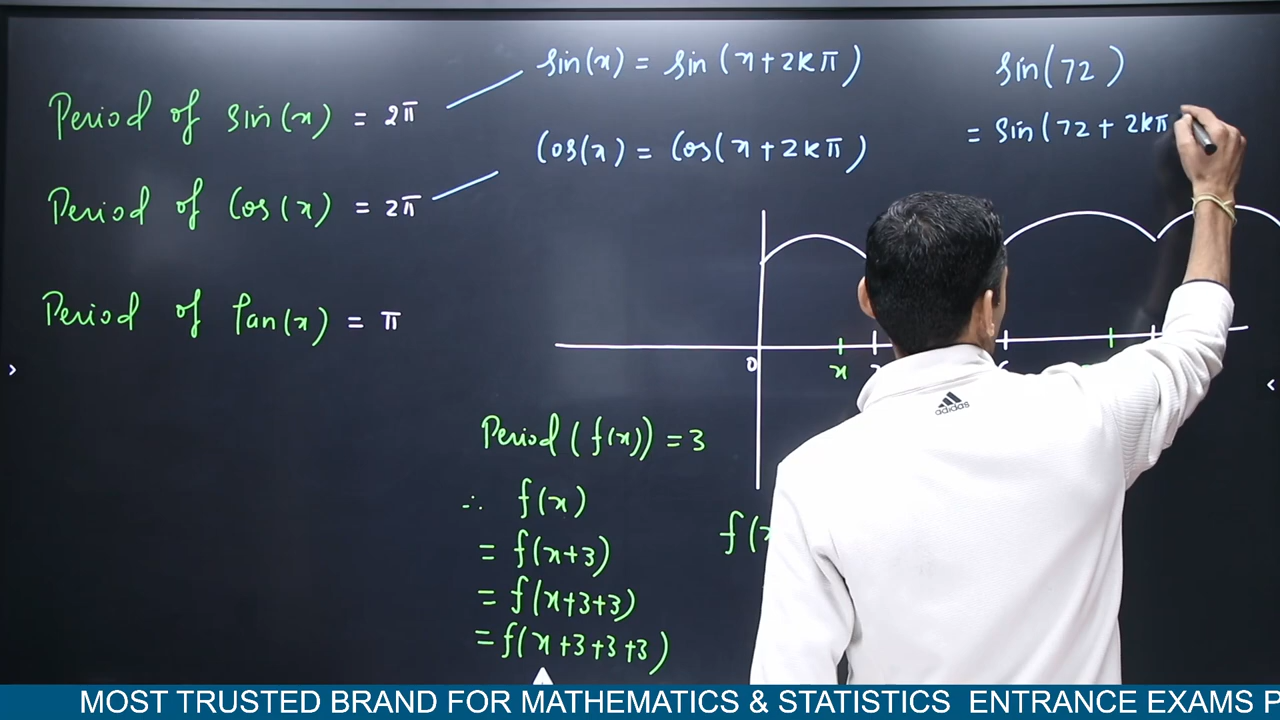 Period of sin(x) = 2π
Period of Cos(x) = 2π
Period of tan(x) = π
sin(x) = sin(x+2kπ)
Cos(x) = Cos(x+2kπ)
sin(72)
= sin(72+2kπ
0
x
Period(f(x)) = 3
∴ f(x)
= f(x+3)
= f(x+3+3)
= f(x+3+3+3)
adidas
MOST TRUSTED BRAND FOR MATHEMATICS & STATISTICS ENTRANCE EXAMS P